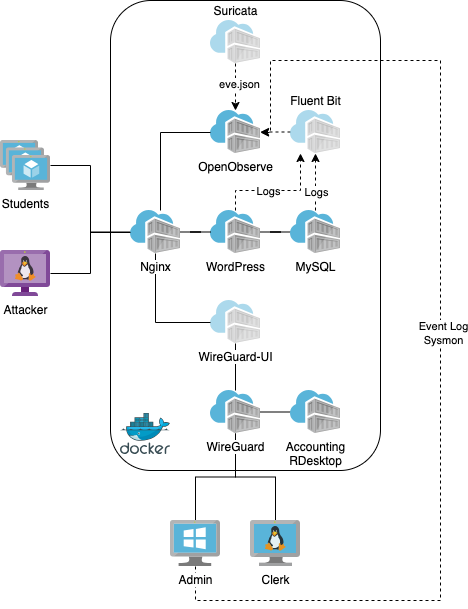 Suricata
eve.json
Fluent Bit
OpenObserve
Students
Logs
Logs
Nginx
WordPress
MySQL
Attacker
Event Log
Sysmon
WireGuard-UI
docker
WireGuard
Accounting
RDesktop
Admin
Clerk